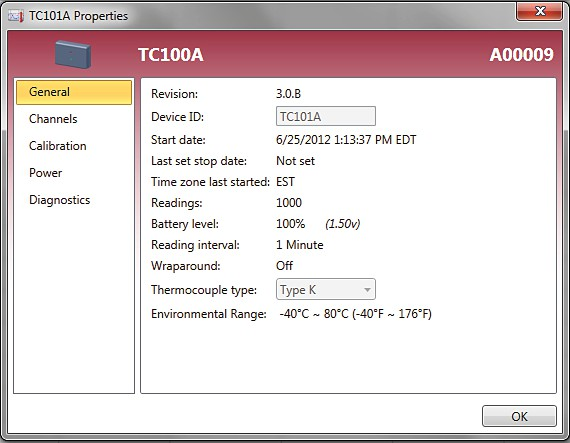 TC101A Properties
TC100A A00009
General
Channels
Calibration
Power
Diagnostics
Revision: 3.0.B
Device ID: TC101A
Start date: 6/25/2012 1:13:37 PM EDT
Last set stop date: Not set
Time zone last started: EST
Readings: 1000
Battery level: 100% (1.50v)
Reading interval: 1 Minute
Wraparound: Off
Thermocouple type: Type K
Environmental Range: -40°C ~ 80°C (-40°F ~ 176°F)
OK